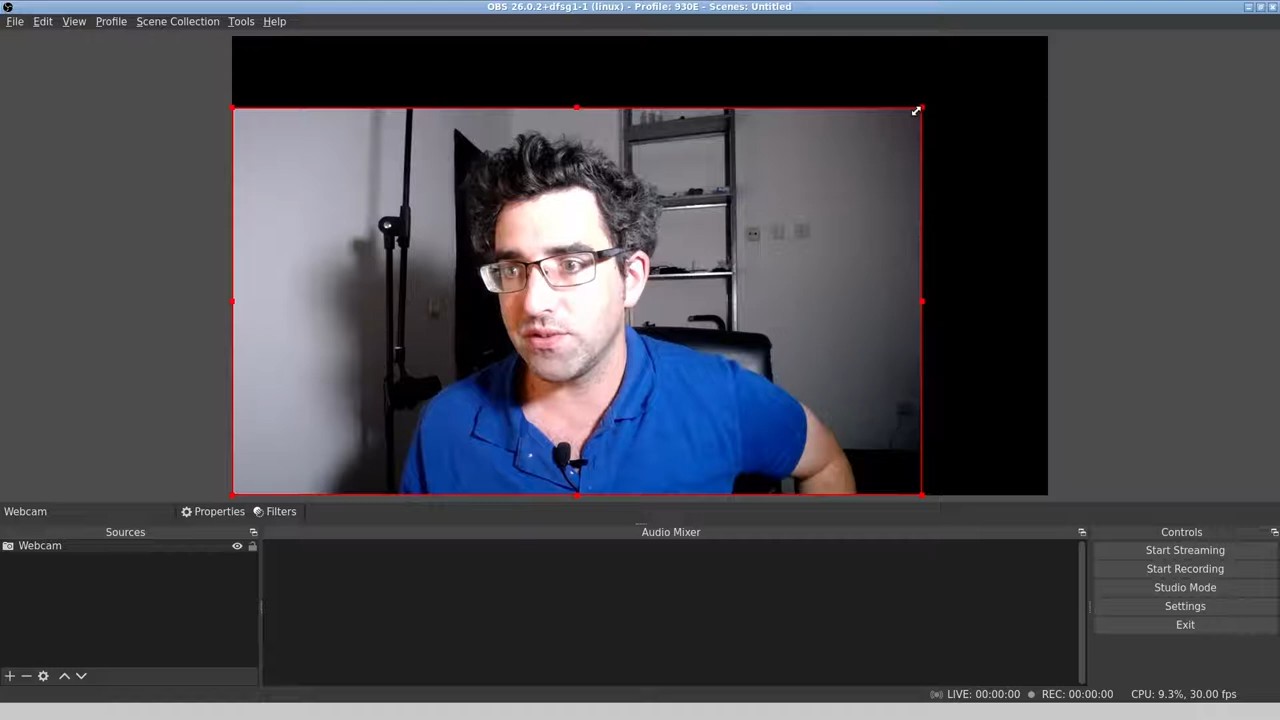 OBS 26.0.2+dfsg1-1 (linux) - Profile: 930E - Scenes: Untitled
File Edit View Profile Scene Collection Tools Help
Webcam Properties Filters
Sources Audio Mixer Controls
Webcam
Start Streaming
Start Recording
Studio Mode
Settings
Exit
LIVE: 00:00:00 REC: 00:00:00 CPU: 9.3%, 30.00 fps